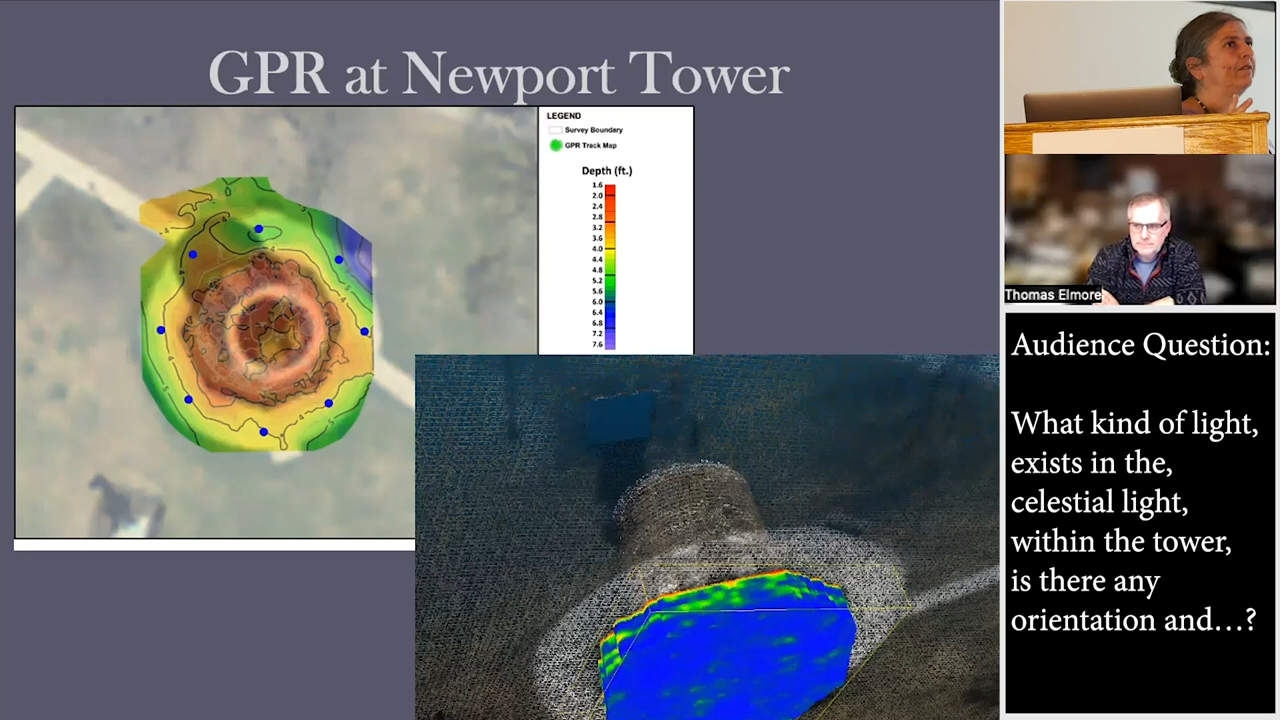 GPR at Newport Tower
LEGEND
Survey Boundary
GPR Track Map
Depth (ft.)
1.6
2.0
2.4
2.8
3.2
3.6
4.0
4.4
4.8
5.2
5.6
6.0
6.4
6.8
7.2
7.6
Thomas Elmore
Audience Question:
What kind of light,
exists in the,
celestial light,
within the tower,
is there any
orientation and…?